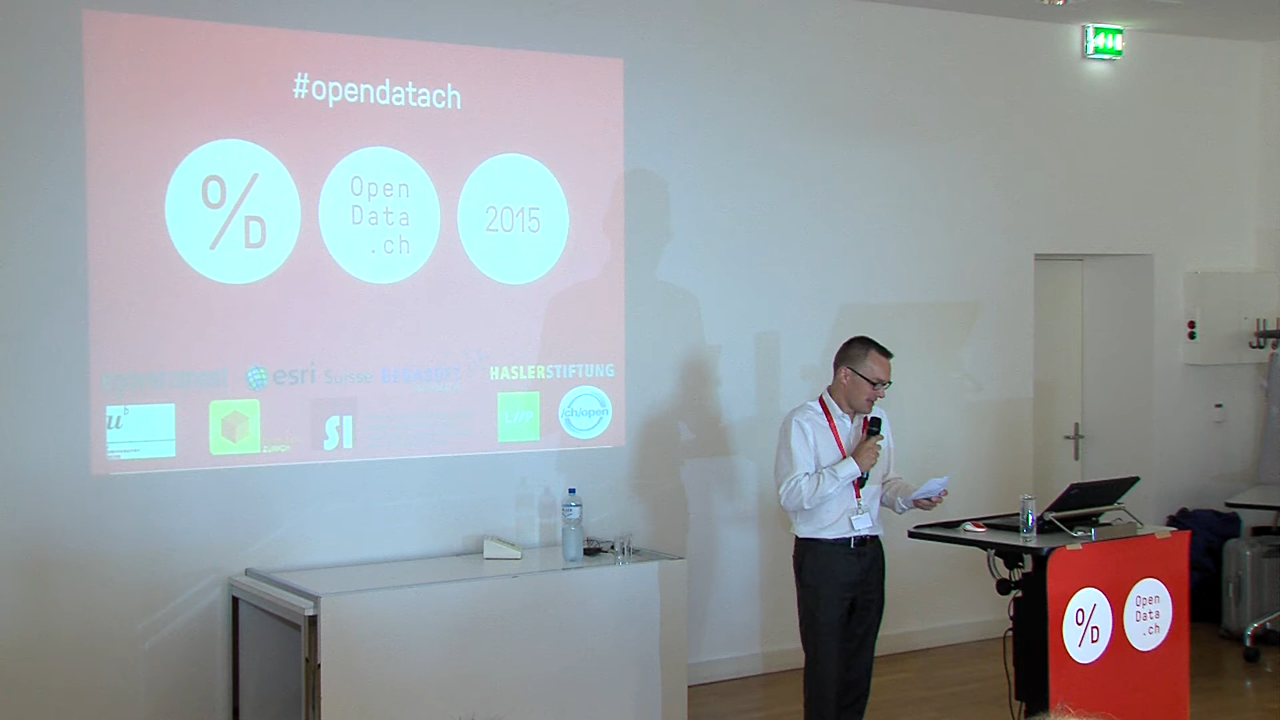 #opendatach
O/D
Open
Data
.ch
2015
esri Suisse
HASLERSTIFTUNG
u
b
SI
/ch/open
O/D
Open
Data
.ch